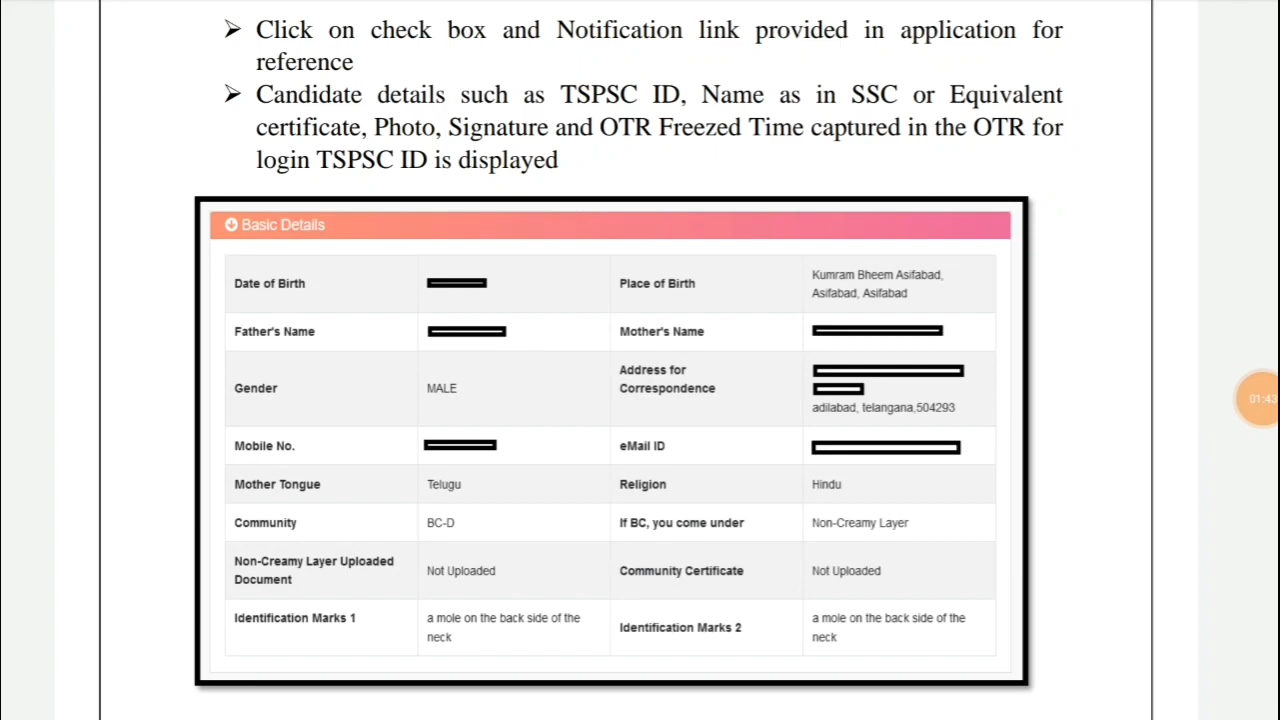 ➢ Click on check box and Notification link provided in application for
reference
➢ Candidate details such as TSPSC ID, Name as in SSC or Equivalent
certificate, Photo, Signature and OTR Freezed Time captured in the OTR for
login TSPSC ID is displayed
Basic Details
Date of Birth
Place of Birth
Kumram Bheem Asifabad,
Asifabad, Asifabad
Father's Name
Mother's Name
Gender
MALE
Address for
Correspondence
adilabad, telangana,504293
Mobile No.
eMail ID
Mother Tongue
Telugu
Religion
Hindu
Community
BC-D
If BC, you come under
Non-Creamy Layer
Non-Creamy Layer Uploaded
Document
Not Uploaded
Community Certificate
Not Uploaded
Identification Marks 1
a mole on the back side of the
neck
Identification Marks 2
a mole on the back side of the
neck
01:43